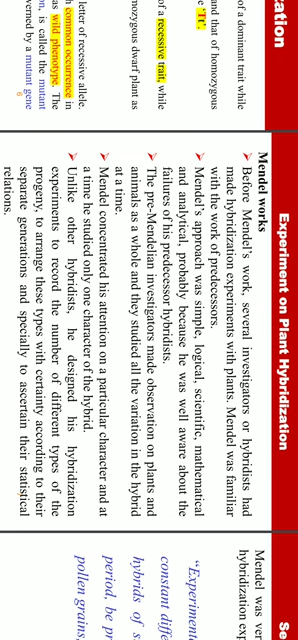 zation
of a dominant trait while
and that of homozygous
e 'Tt'.
of a recessive trait, while
mozygous dwarf plant as
letter of recessive allele.
common occurrence in
as wild phenotype. The
on, is called the mutant
verned by a mutant gene
6
Experiment on Plant Hybridization
Mendel works
➢ Before Mendel's work, several investigators or hybridists had
made hybridization experiments with plants. Mendel was familiar
with the work of predecessors.
➢ Mendel's approach was simple, logical, scientific, mathematical
and analytical, probably because he was well aware about the
failures of his predecessor hybridists.
➢ The pre-Mendelian investigators made observation on plants and
animals as a whole and they studied all the variation in the hybrid
at a time.
➢ Mendel concentrated his attention on a particular character and at
a time he studied only one character of the hybrid.
➢ Unlike other hybridists, he designed his hybridization
experiments to record the number of different types of the
progeny, to arrange these types with certainty according to their
separate generations and specially to ascertain their statistical
relations.
7
Se
Mendel was ver
hybridization exp
"Experiment
constant diffe
hybrids of s
period, be pr
pollen grains,